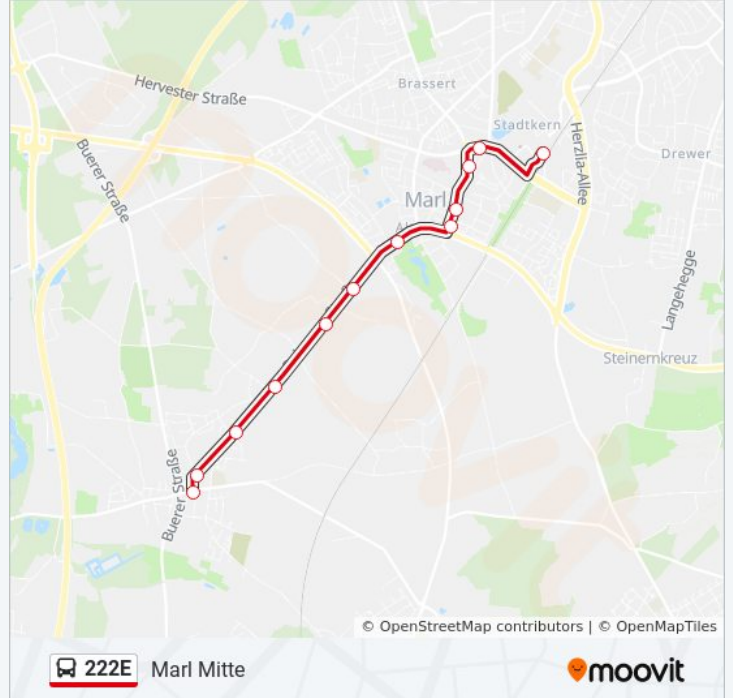 Hervester Straße
Brassert
Stadtkern
Buerer Straße
Herzlia-Allee
Drewer
Marl
Langehegge
Steinernkreuz
Buerer Straße
© OpenStreetMap contributors | © OpenMapTiles
222E Marl Mitte
moovit